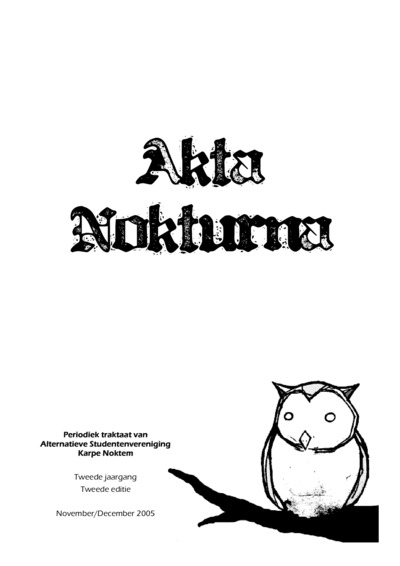 Akta
Nokturna
Periodiek traktaat van
Alternatieve Studentenvereniging
Karpe Noktem
Tweede jaargang
Tweede editie
November/December 2005